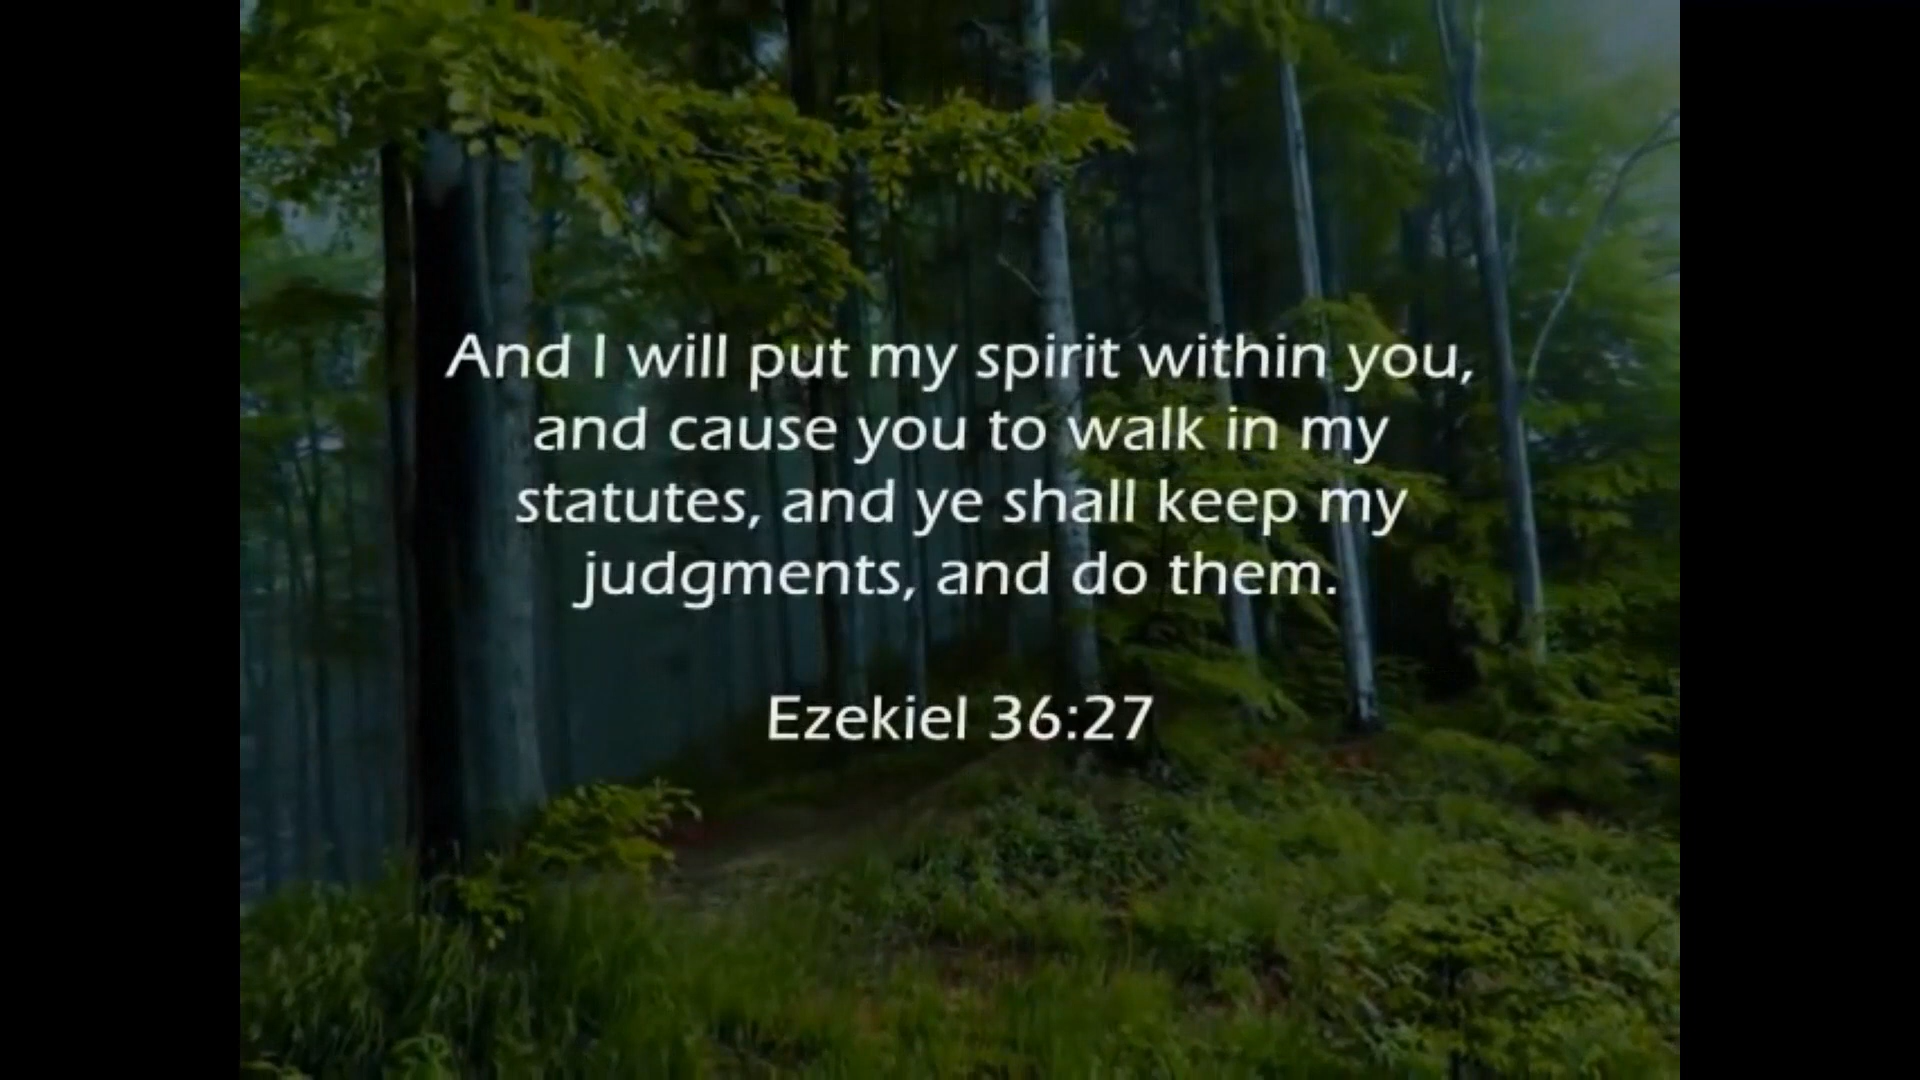 And I will put my spirit within you,
and cause you to walk in my
statutes, and ye shall keep my
judgments, and do them.
Ezekiel 36:27